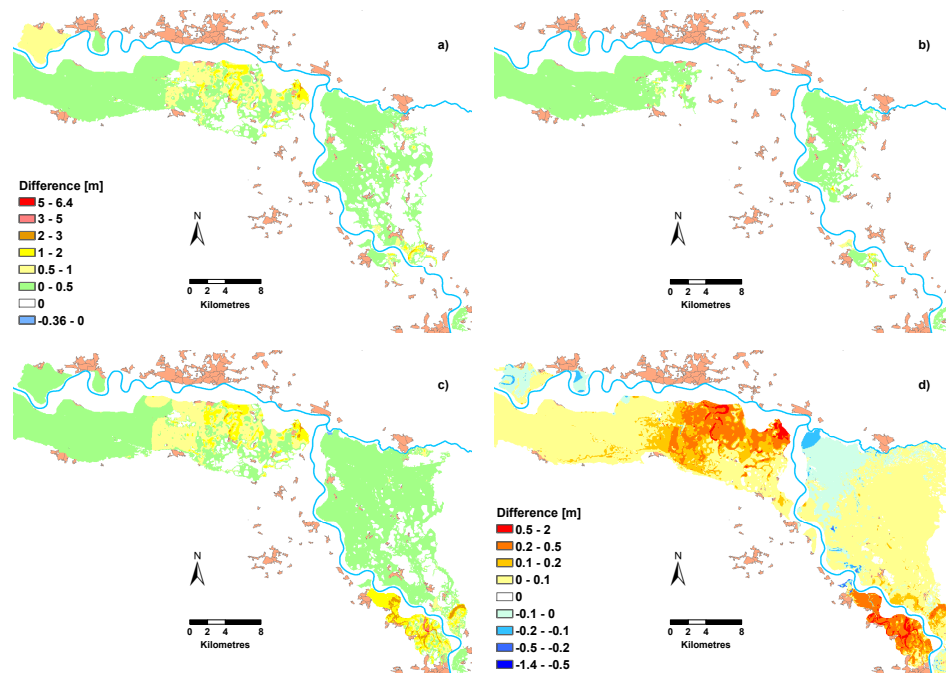 a)
Difference [m]
5 - 6.4
3 - 5
2 - 3
1 - 2
0.5 - 1
0 - 0.5
0
-0.36 - 0
N
0 2 4 8
Kilometres
b)
N
0 2 4 8
Kilometres
c)
N
0 2 4 8
Kilometres
d)
Difference [m]
0.5 - 2
0.2 - 0.5
0.1 - 0.2
0 - 0.1
0
-0.1 - 0
-0.2 - -0.1
-0.5 - -0.2
-1.4 - -0.5
N
0 2 4 8
Kilometres